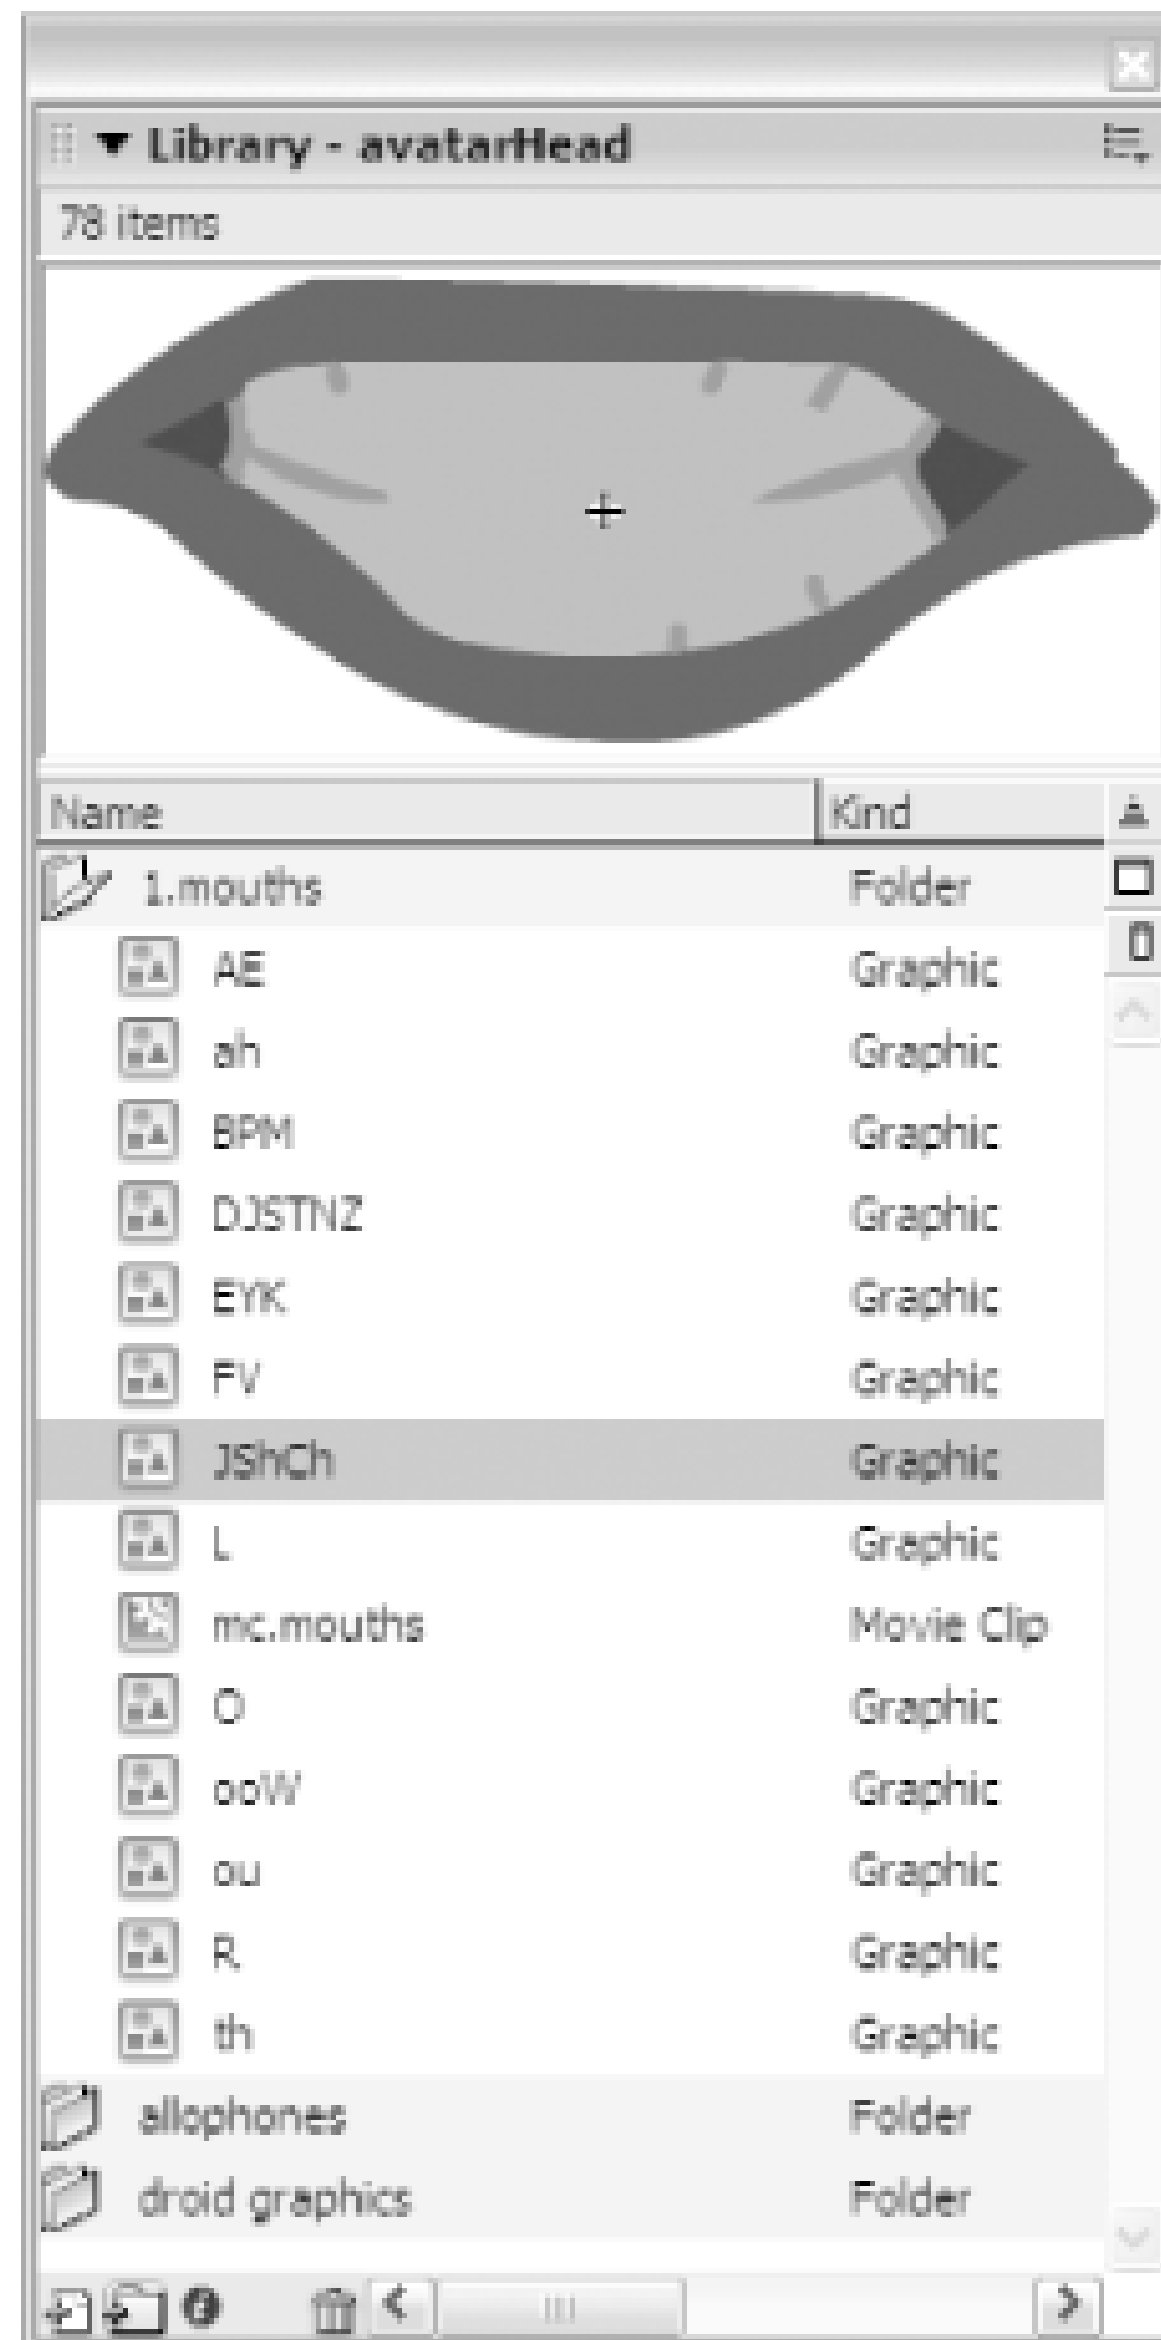 Library - avatarHead
78 items
Name Kind
1.mouths Folder
AE Graphic
ah Graphic
BPM Graphic
DJSTNZ Graphic
EYK Graphic
FV Graphic
JShCh Graphic
L Graphic
mc.mouths Movie Clip
O Graphic
ooW Graphic
ou Graphic
R Graphic
th Graphic
allophones Folder
droid graphics Folder